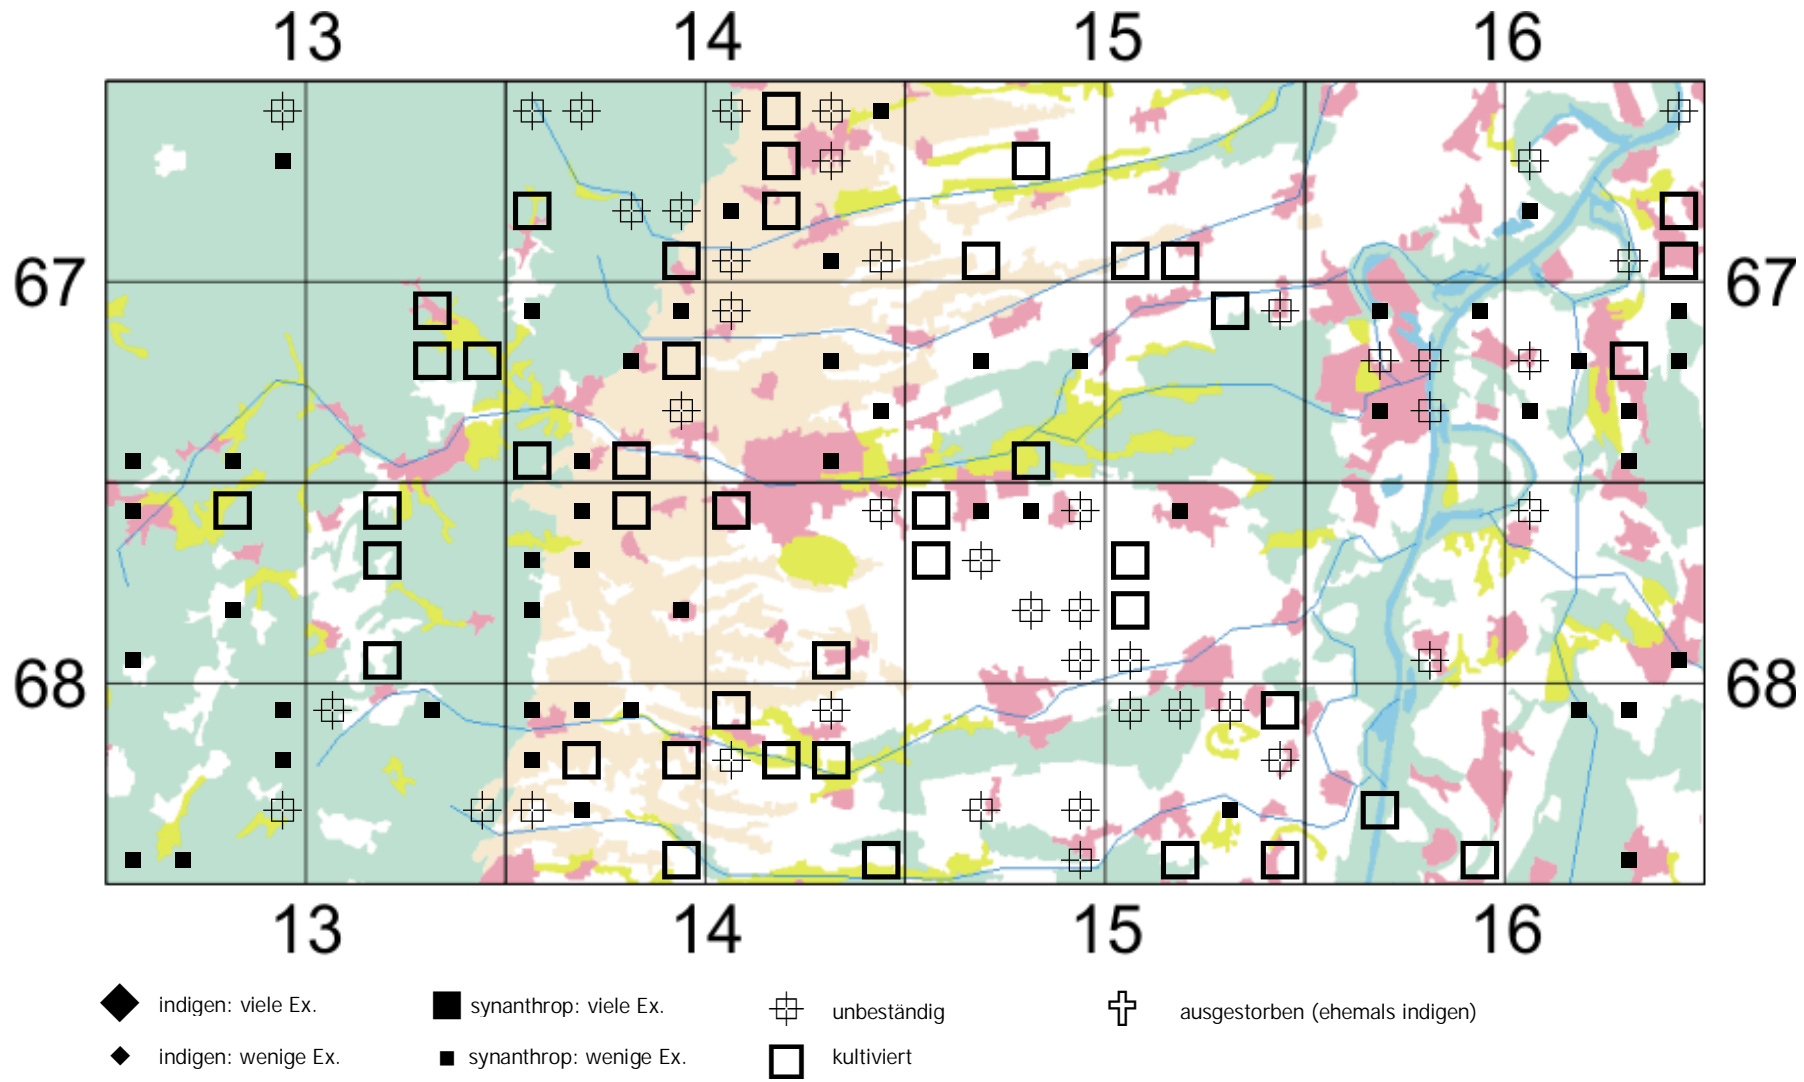 13 14 15 16
67 67
68 68
13 14 15 16
indigen: viele Ex. synanthrop: viele Ex. unbeständig ausgestorben (ehemals indigen)
indigen: wenige Ex. synanthrop: wenige Ex. kultiviert